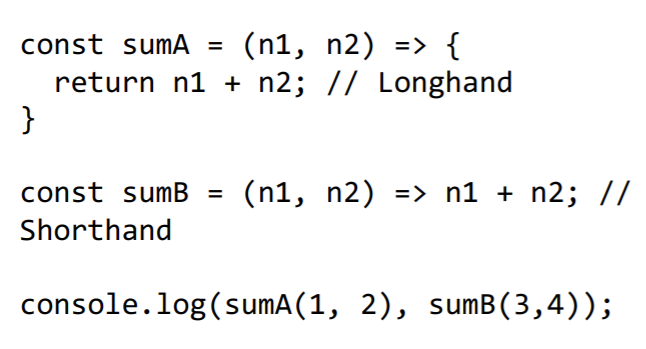 const sumA = (n1, n2) => {
  return n1 + n2; // Longhand
}
const sumB = (n1, n2) => n1 + n2; //
Shorthand
console.log(sumA(1, 2), sumB(3,4));